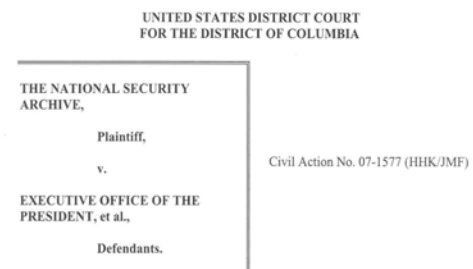 UNITED STATES DISTRICT COURT
FOR THE DISTRICT OF COLUMBIA
THE NATIONAL SECURITY
ARCHIVE,
Plaintiff,
v.
Civil Action No. 07-1577 (HHK/JMF)
EXECUTIVE OFFICE OF THE
PRESIDENT, et al.,
Defendants.